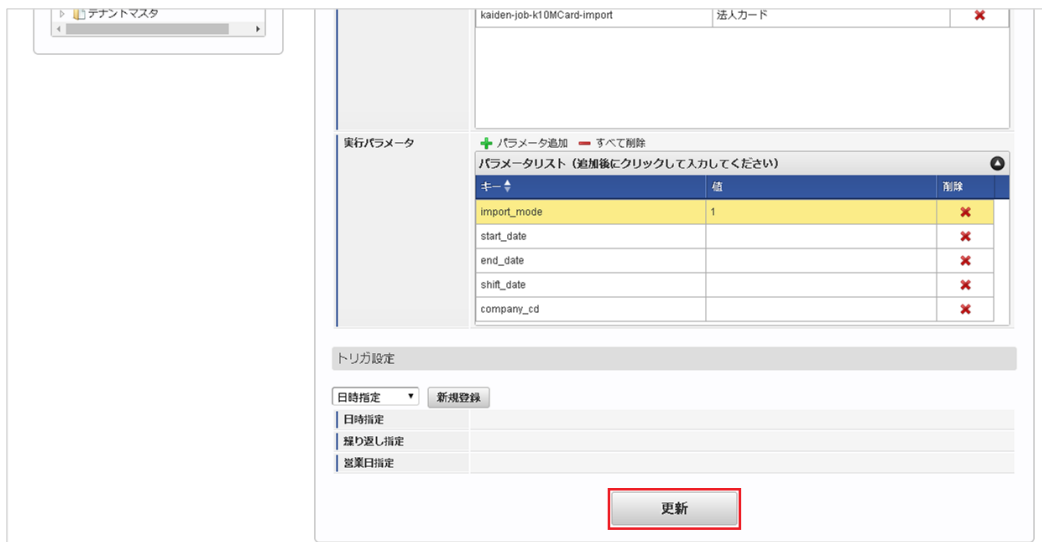 テナントマスタ
kaiden-job-k10MCard-import 法人カード
実行パラメータ
パラメータ追加 すべて削除
パラメータリスト（追加後にクリックして入力してください）
キー 値 削除
import_mode 1
start_date
end_date
shift_date
company_cd
トリガ設定
日時指定 新規登録
日時指定
繰り返し指定
営業日指定
更新